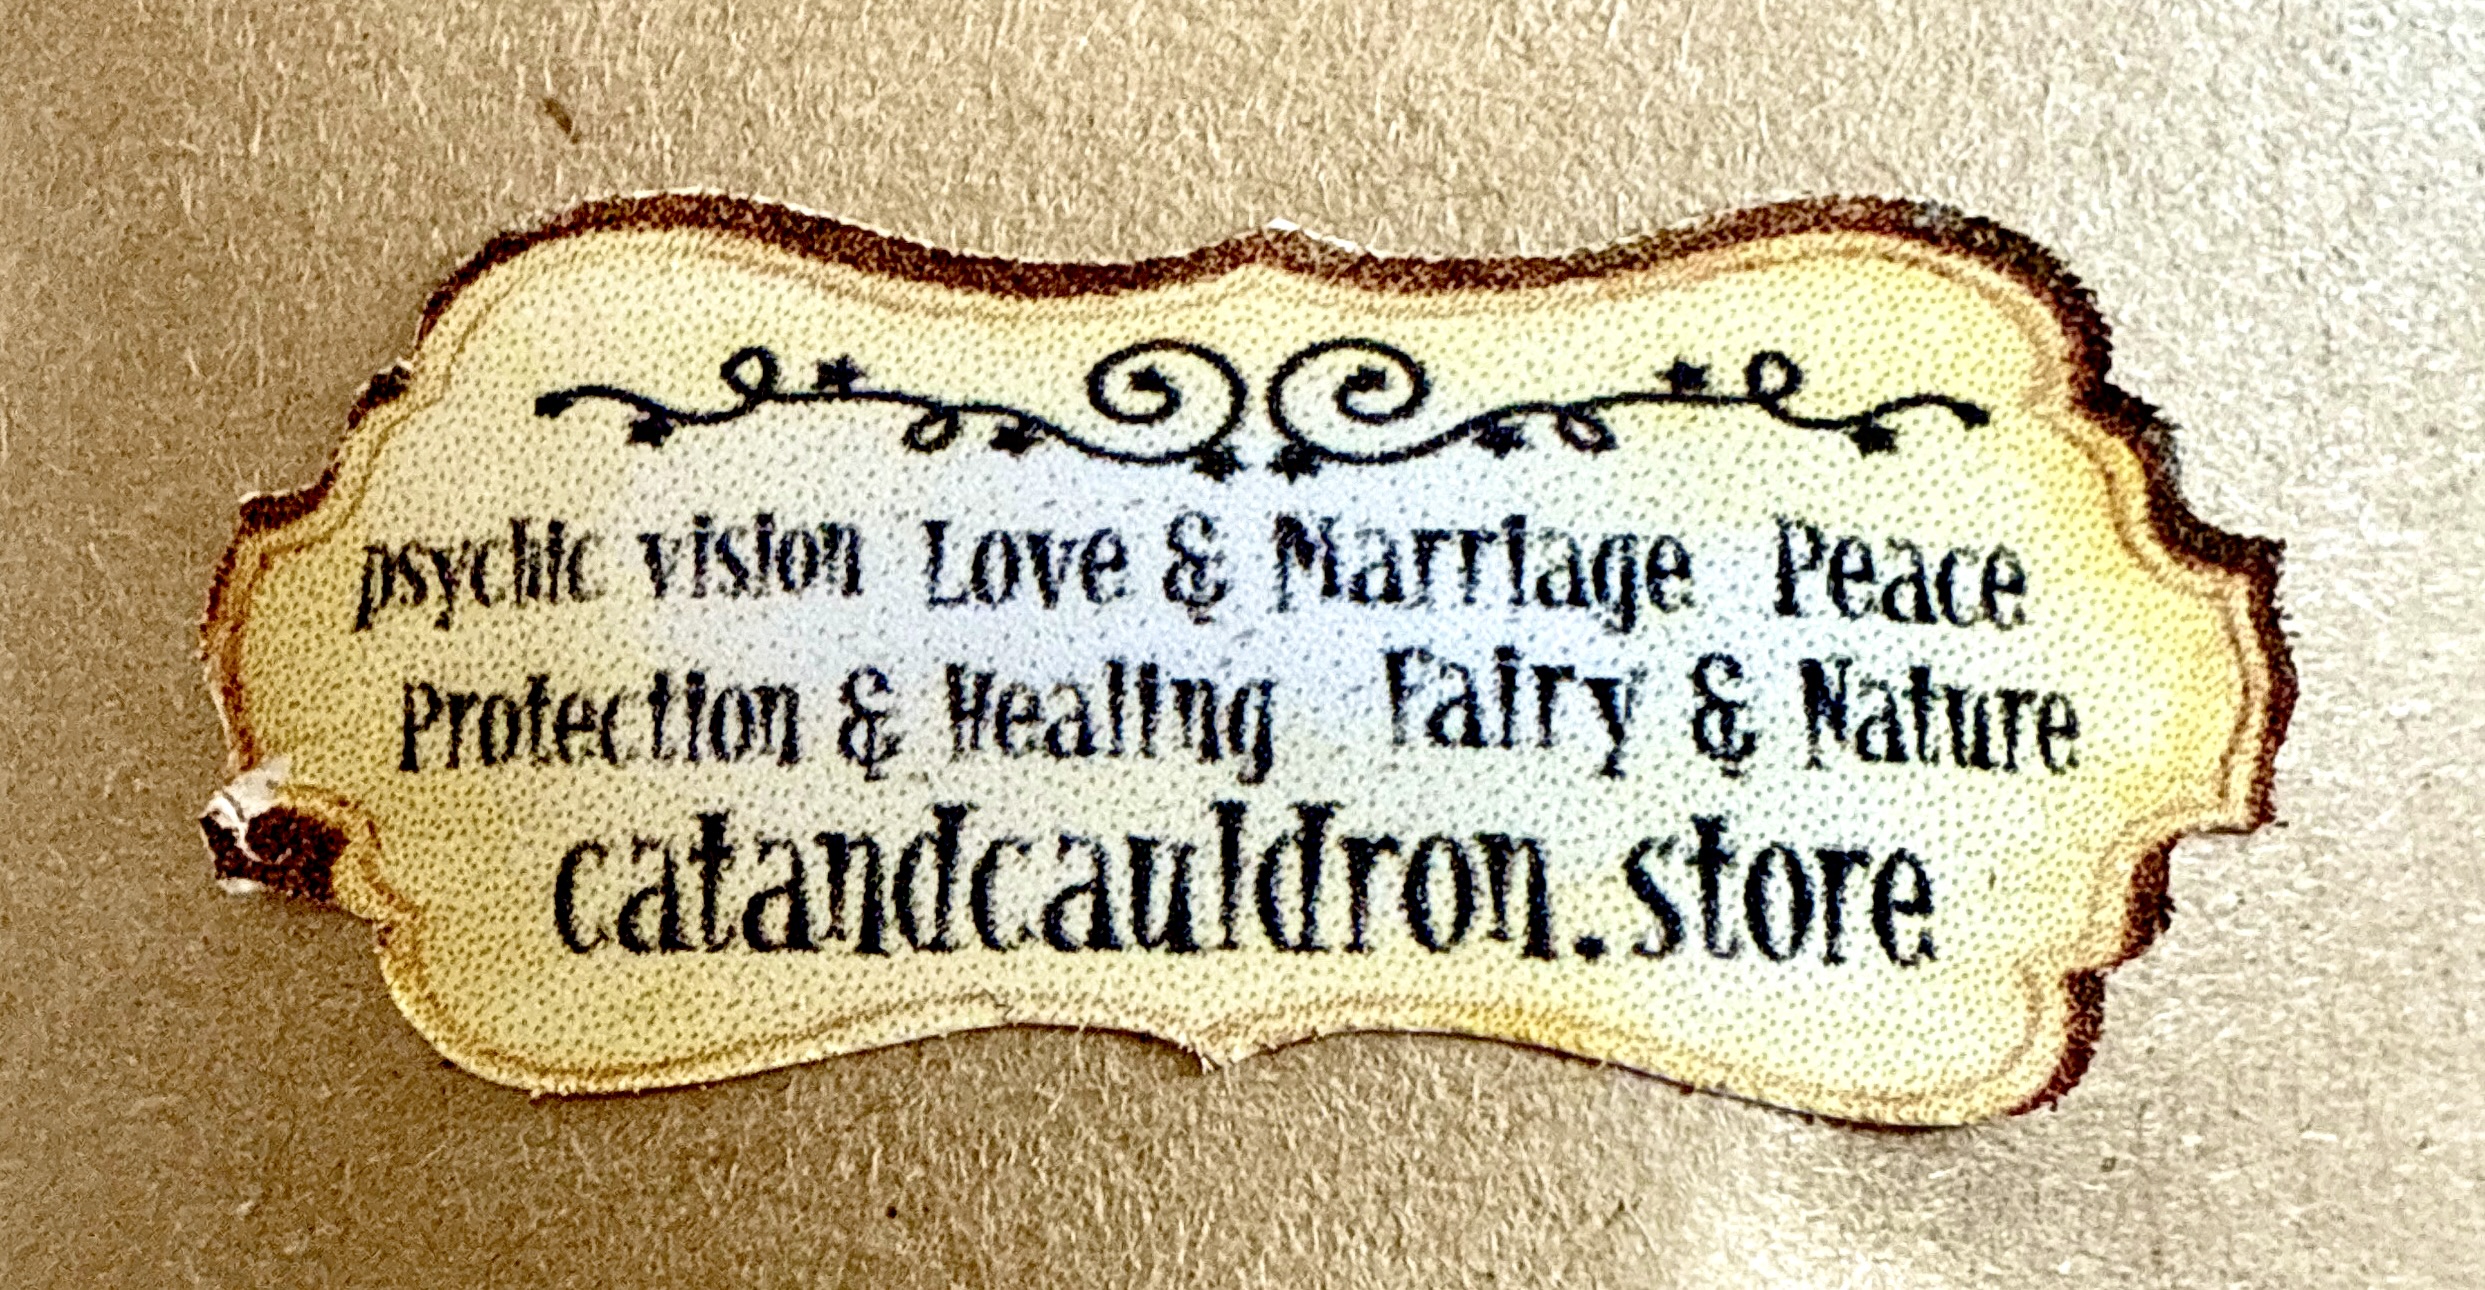 psychic vision Love & Marriage Peace
Protection & Healing Fairy & Nature
catandcauldron.store